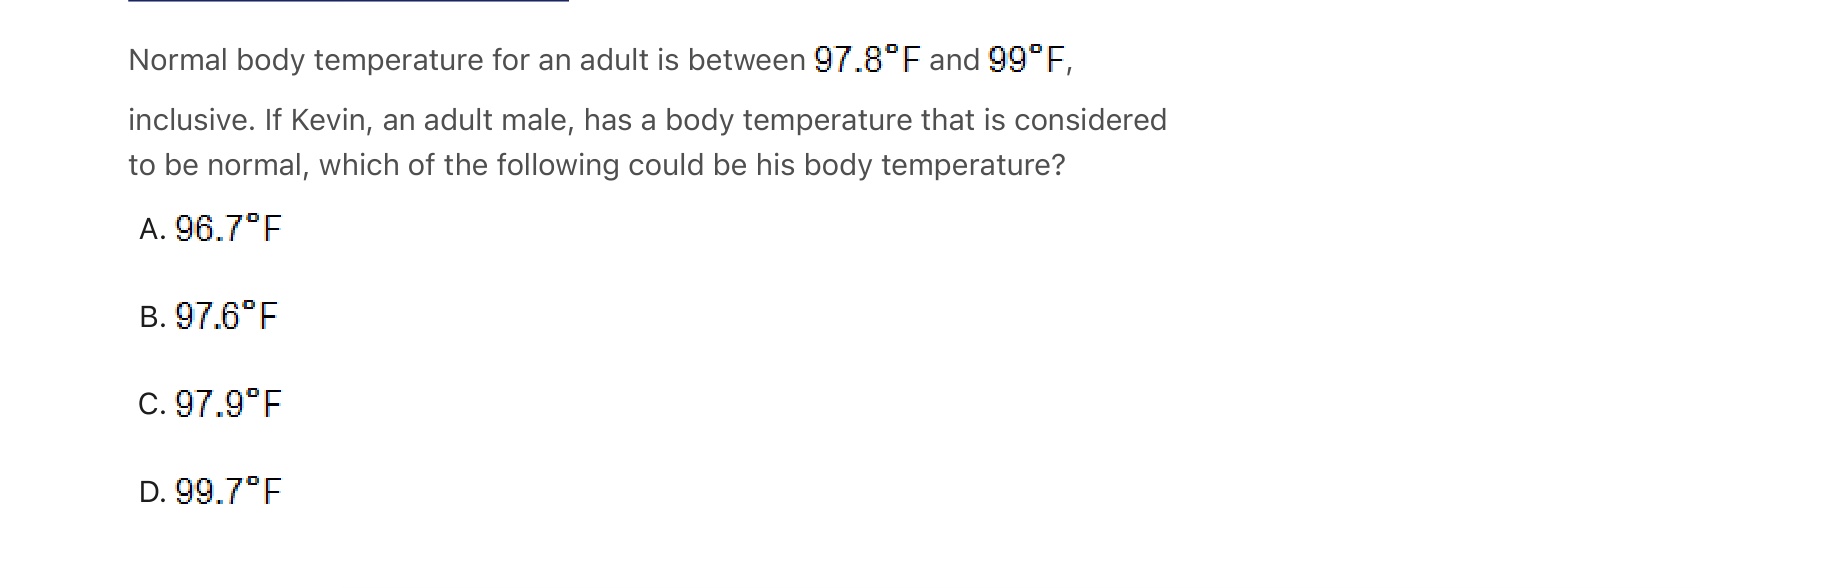 Normal body temperature for an adult is between 97.8°F and 99°F,
inclusive. If Kevin, an adult male, has a body temperature that is considered
to be normal, which of the following could be his body temperature?
A. 96.7°F
B. 97.6°F
C. 97.9°F
D. 99.7°F